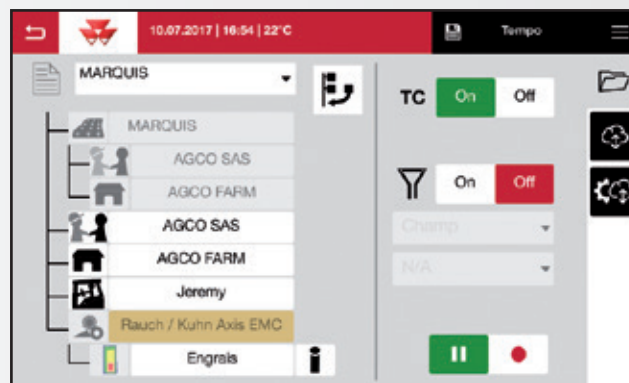 10.07.2017 | 16:54 | 22°C
Tempo
MARQUIS
MARQUIS
AGCO SAS
AGCO FARM
AGCO SAS
AGCO FARM
Jeremy
Rauch / Kuhn Axis EMC
Engrais
TC On Off
On Off
Champ
N/A